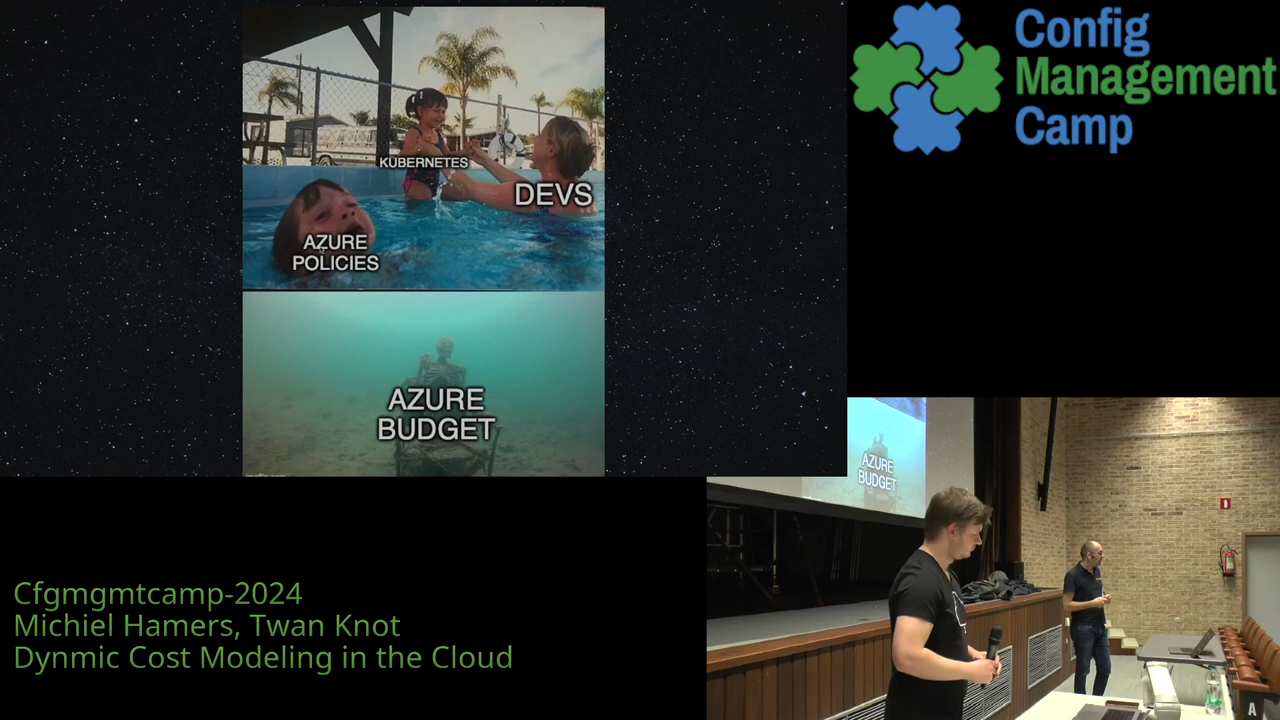 KUBERNETES
DEVS
AZURE
POLICIES
AZURE
BUDGET
Config
Management
Camp
AZURE
BUDGET
Cfgmgmtcamp-2024
Michiel Hamers, Twan Knot
Dynmic Cost Modeling in the Cloud
A